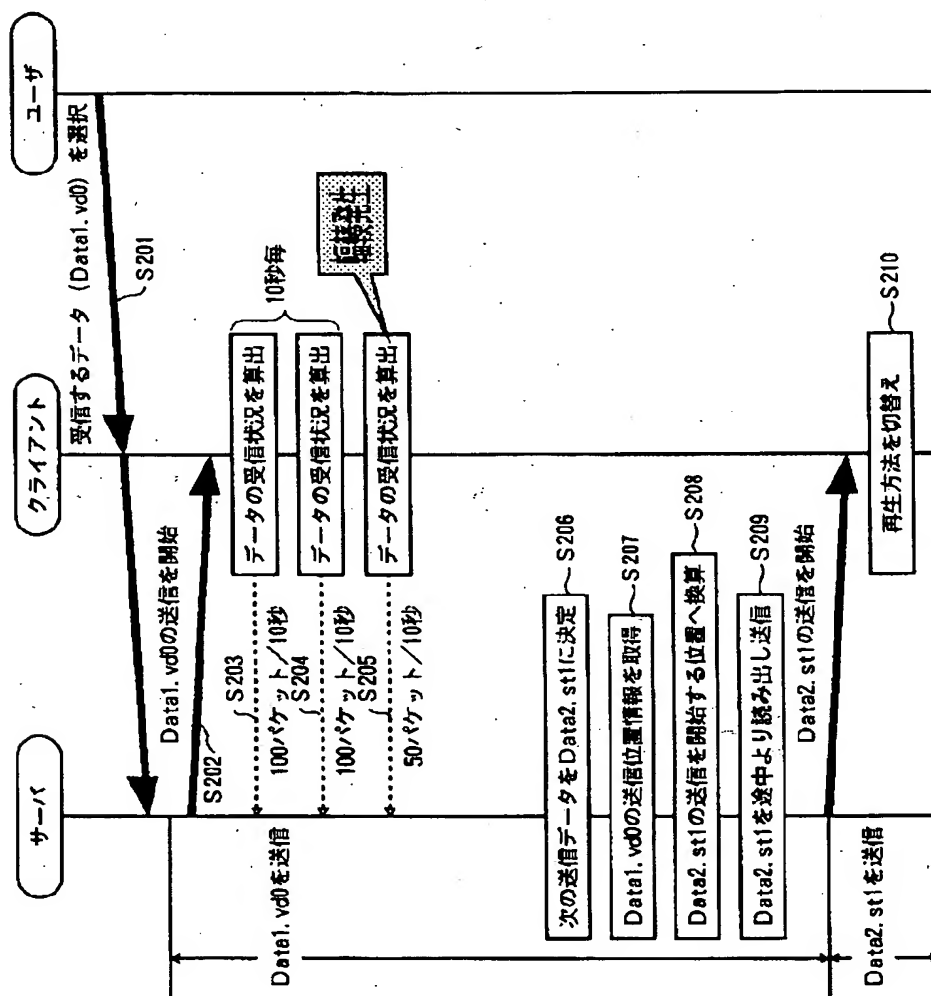 サーバ
クライアント
ユーザ
受信するデータ (Data1.vd0) を選択
S201
Data1.vd0の送信を開始
S202
Data1.vd0を送信
データの受信状況を算出
10秒毎
S203
100パケット/10秒
データの受信状況を算出
S204
100パケット/10秒
データの受信状況を算出
S205
50パケット/10秒
次の送信データをData2.st1に決定
S206
Data1.vd0の送信位置情報を取得
S207
Data2.st1の送信を開始する位置へ換算
S208
Data2.st1を途中より読み出し送信
S209
Data2.st1の送信を開始
Data2.st1を送信
再生方法を切替え
S210